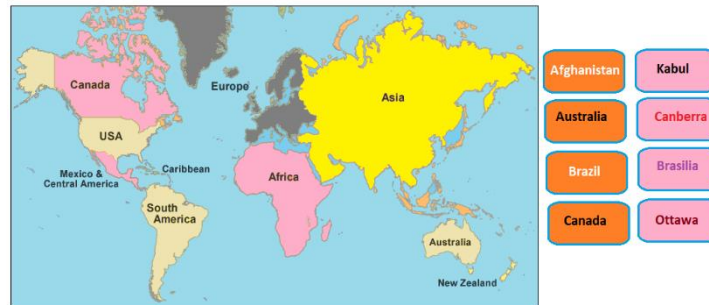 Canada
Europe
Asia
USA
Mexico &
Central America
Caribbean
Africa
South
America
Australia
New Zealand
Afghanistan
Kabul
Australia
Canberra
Brazil
Brasilia
Canada
Ottawa